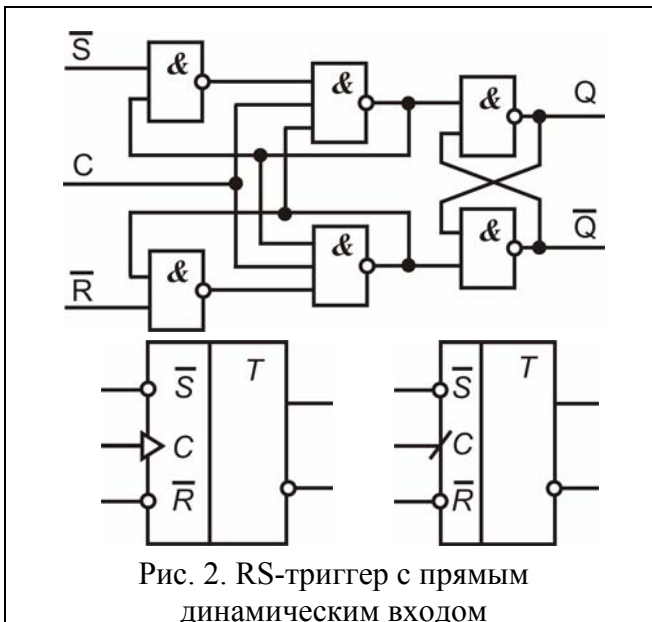 S̅
&
&
&
Q
C
&
&
&
Q̅
R̅
S̅ T
C
R̅
S̅ T
C
R̅
Рис. 2. RS-триггер с прямым
динамическим входом